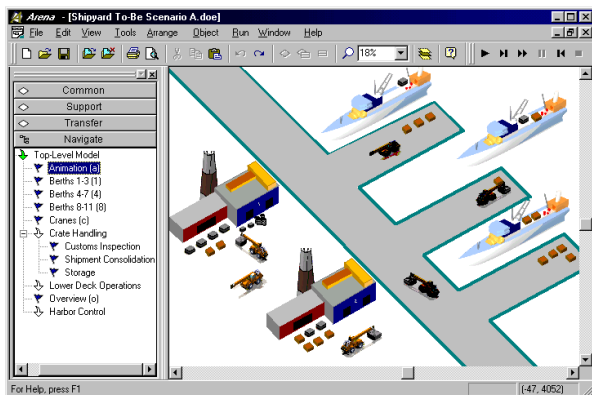 Arena - [Shipyard To-Be Scenario A.doe]
File Edit View Tools Arrange Object Run Window Help
18%
Common
Support
Transfer
Navigate
Top-Level Model
Animation (a)
Berths 1-3 (1)
Berths 4-7 (4)
Berths 8-11 (8)
Cranes (c)
Crate Handling
Customs Inspection
Shipment Consolidation
Storage
Lower Deck Operations
Overview (o)
Harbor Control
For Help, press F1
(-47, 4052)